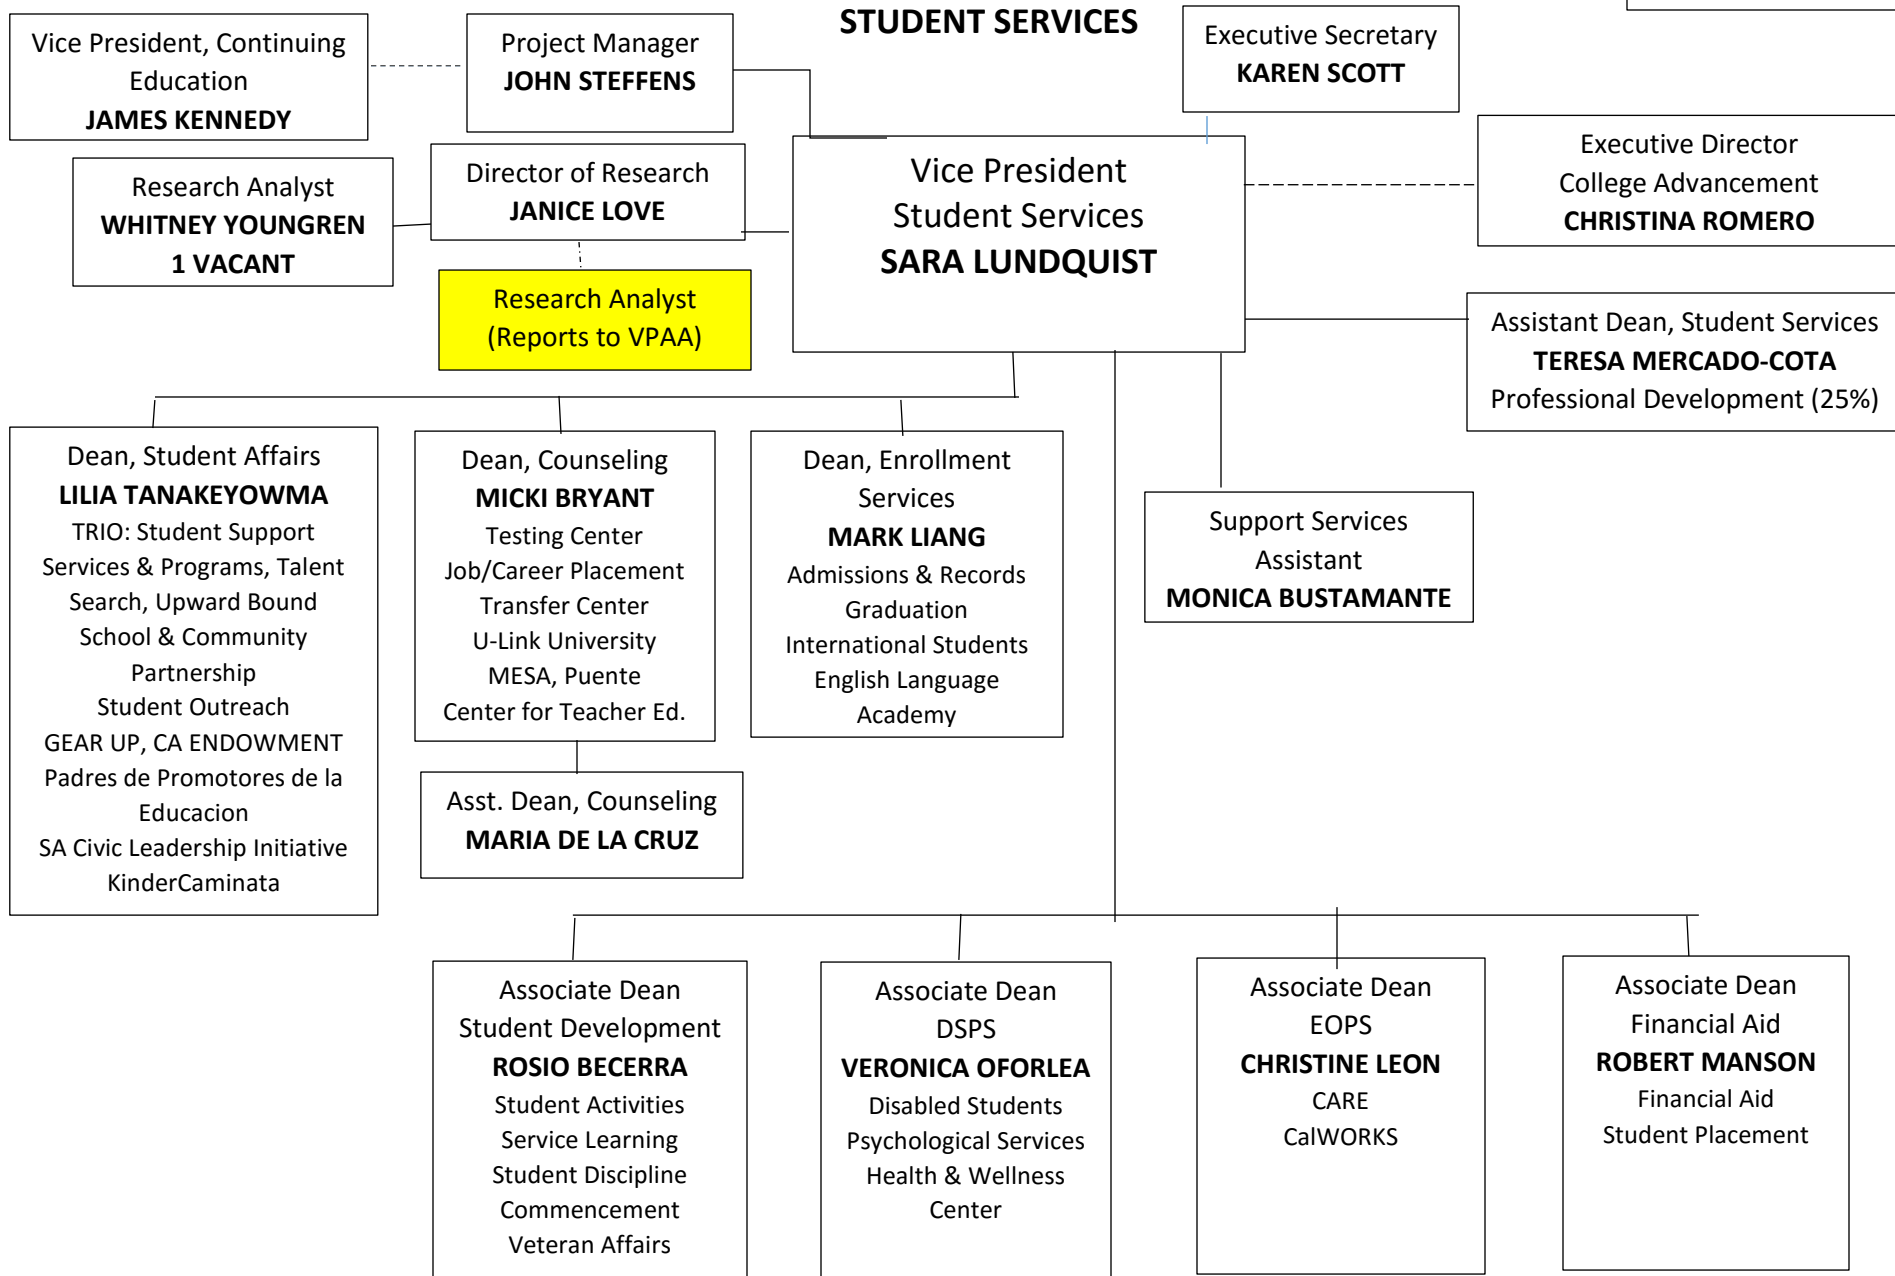 STUDENT SERVICES
Vice President, Continuing
Education
JAMES KENNEDY
Project Manager
JOHN STEFFENS
Executive Secretary
KAREN SCOTT
Research Analyst
WHITNEY YOUNGREN
1 VACANT
Director of Research
JANICE LOVE
Research Analyst
(Reports to VPAA)
Vice President
Student Services
SARA LUNDQUIST
Executive Director
College Advancement
CHRISTINA ROMERO
Assistant Dean, Student Services
TERESA MERCADO-COTA
Professional Development (25%)
Dean, Student Affairs
LILIA TANAKEYOWMA
TRIO: Student Support
Services & Programs, Talent
Search, Upward Bound
School & Community
Partnership
Student Outreach
GEAR UP, CA ENDOWMENT
Padres de Promotores de la
Educacion
SA Civic Leadership Initiative
KinderCaminata
Dean, Counseling
MICKI BRYANT
Testing Center
Job/Career Placement
Transfer Center
U-Link University
MESA, Puente
Center for Teacher Ed.
Asst. Dean, Counseling
MARIA DE LA CRUZ
Dean, Enrollment
Services
MARK LIANG
Admissions & Records
Graduation
International Students
English Language
Academy
Support Services
Assistant
MONICA BUSTAMANTE
Associate Dean
Student Development
ROSIO BECERRA
Student Activities
Service Learning
Student Discipline
Commencement
Veteran Affairs
Associate Dean
DSPS
VERONICA OFORLEA
Disabled Students
Psychological Services
Health & Wellness
Center
Associate Dean
EOPS
CHRISTINE LEON
CARE
CalWORKS
Associate Dean
Financial Aid
ROBERT MANSON
Financial Aid
Student Placement